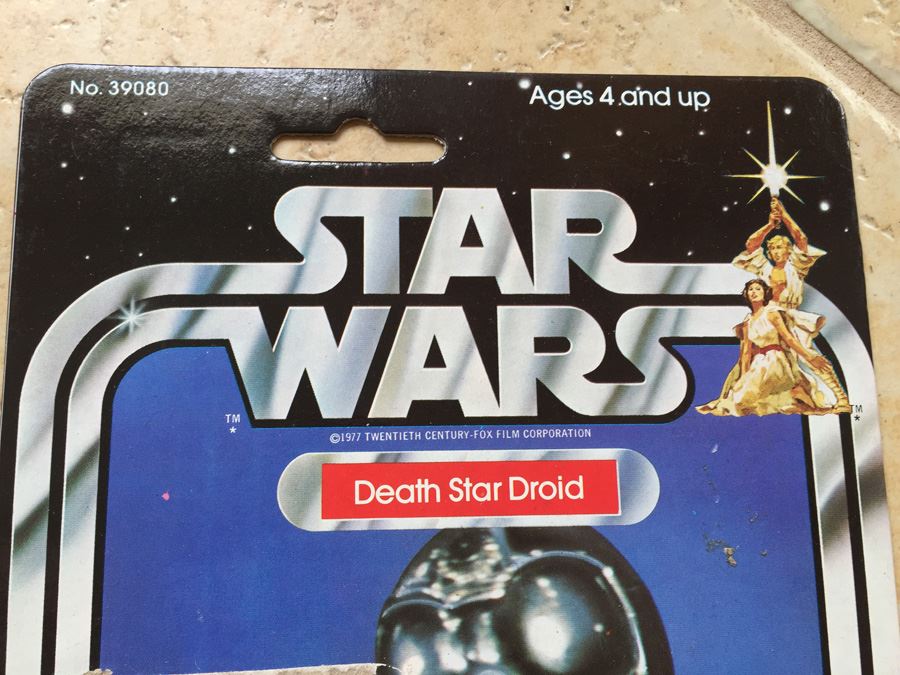 No. 39080
Ages 4 and up
STAR
WARS
TM
*
TM
*
©1977 TWENTIETH CENTURY-FOX FILM CORPORATION
Death Star Droid